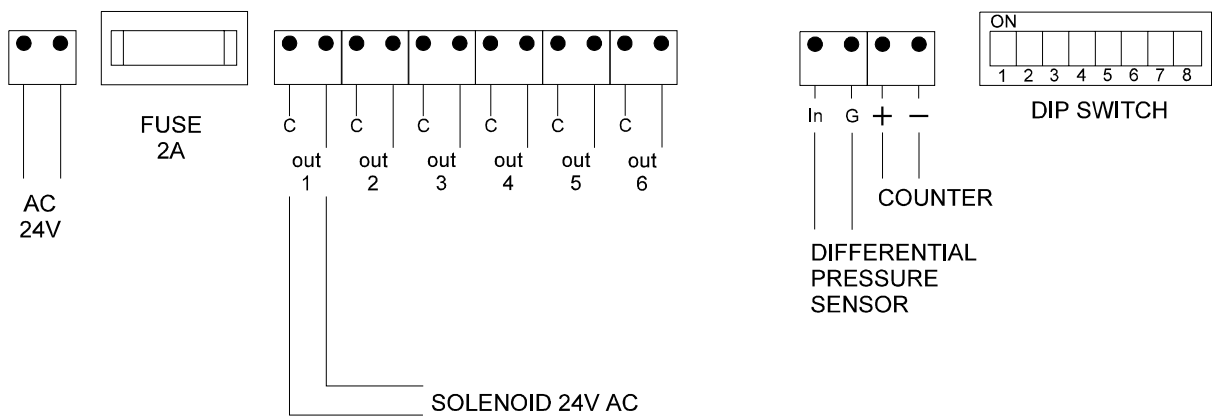 ON
1 2 3 4 5 6 7 8
DIP SWITCH
FUSE
2A
AC
24V
C C C C C C
out out out out out out
1 2 3 4 5 6
In G + −
COUNTER
DIFFERENTIAL
PRESSURE
SENSOR
SOLENOID 24V AC